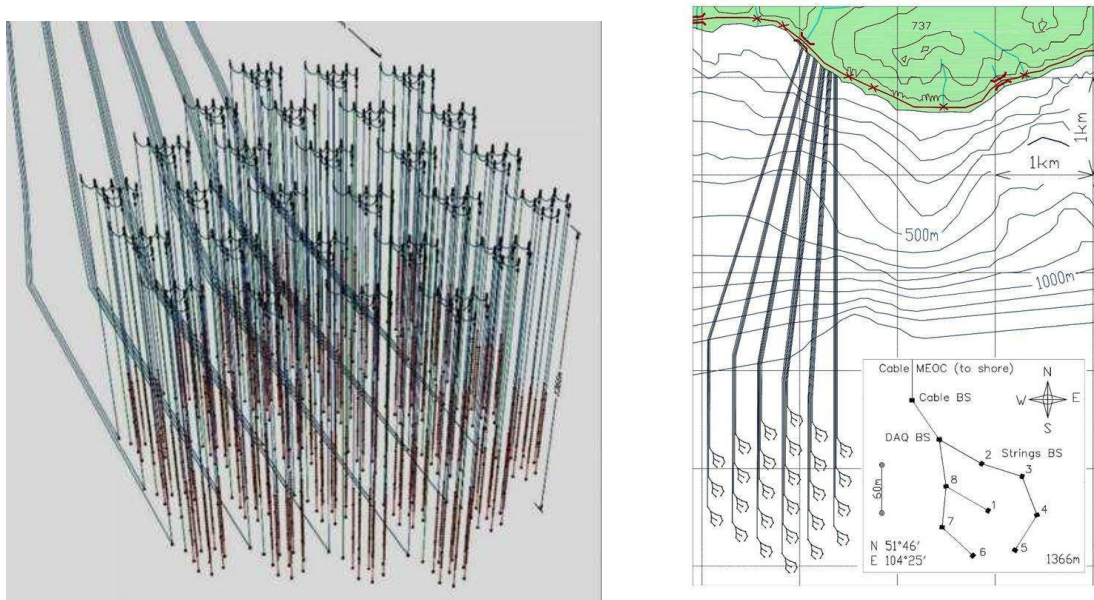 737
1km
1km
500m
1000m
Cable MEOC (to shore)
Cable BS
DAQ BS
Strings BS
N
W E
S
2
3
8
1
4
7
6
5
60m
N 51°46′
E 104°25′
1366m